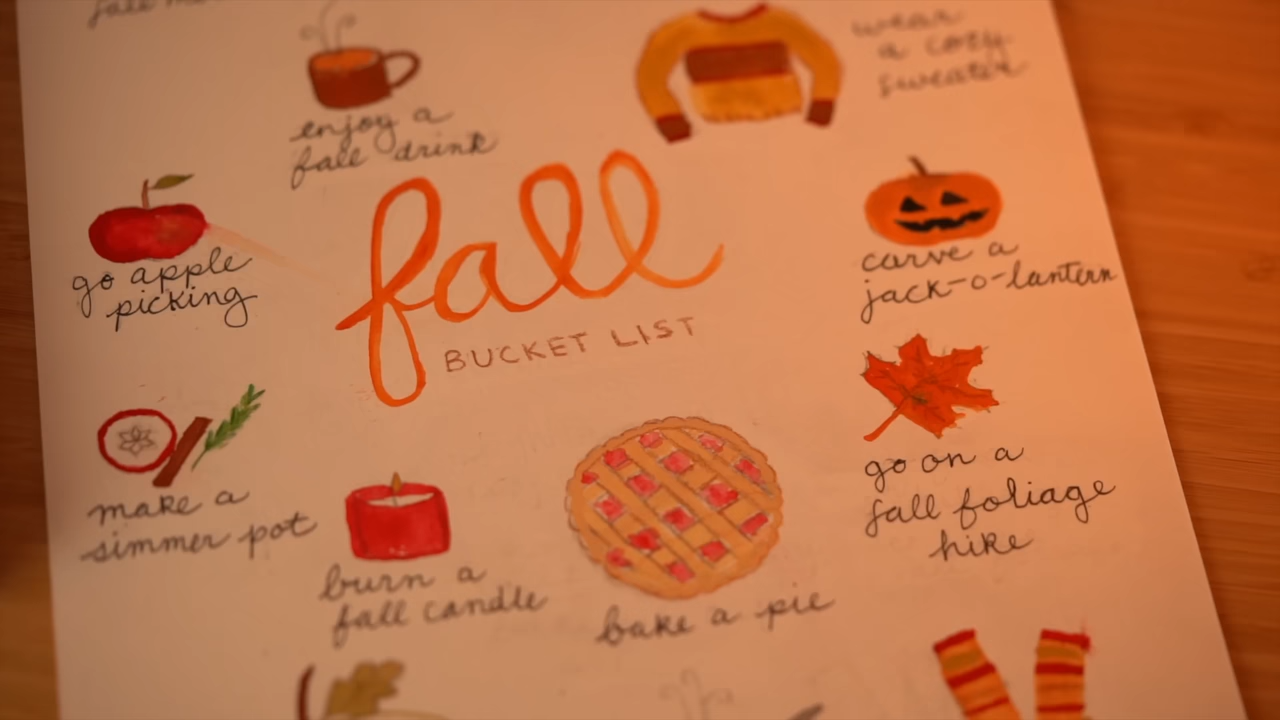 fall
enjoy a
fall drink
wear
a cozy
sweater
go apple
picking
fall
BUCKET LIST
carve a
jack-o-lantern
make a
simmer pot
burn a
fall candle
bake a pie
go on a
fall foliage
hike